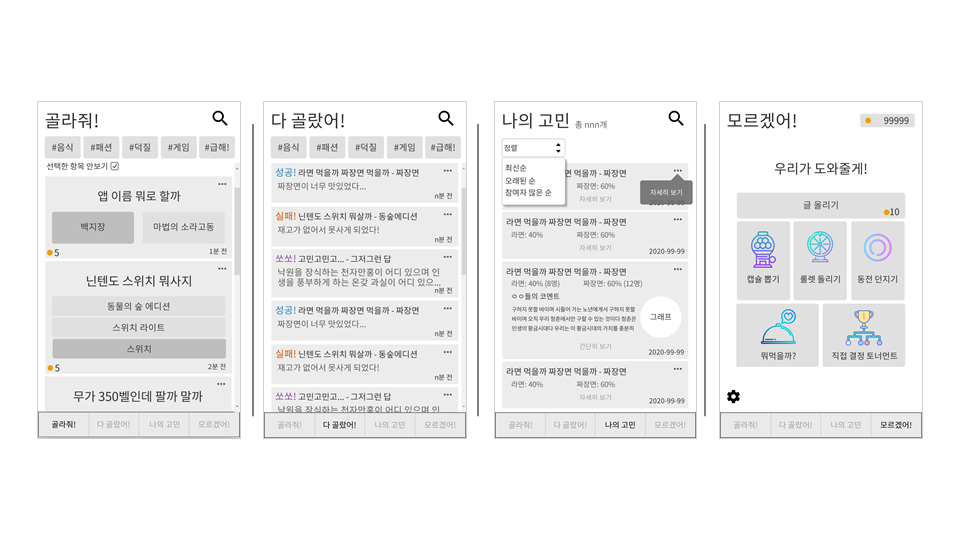 골라줘!
#음식 #패션 #덕질 #게임 #급해!
선택한 항목 안보기
앱 이름 뭐로 할까
백지장 마법의 소라고동
5 1분 전
닌텐도 스위치 뭐사지
동물의 숲 에디션
스위치 라이트
스위치
5 2분 전
무가 350벨인데 팔까 말까
골라줘! 다 골랐어! 나의 고민 모르겠어!
다 골랐어!
#음식 #패션 #덕질 #게임 #급해!
성공! 라면 먹을까 짜장면 먹을까 - 짜장면
짜장면이 너무 맛있었다...
n분 전
실패! 닌텐도 스위치 뭐살까 - 동숲에디션
재고가 없어서 못사게 되었다!
n분 전
쏘쏘! 고민고민고... - 그저그런 답
낙원을 장식하는 천자만홍이 어디 있으며 인
생을 풍부하게 하는 온갖 과실이 어디 있으...
n분 전
성공! 라면 먹을까 짜장면 먹을까 - 짜장면
짜장면이 너무 맛있었다...
n분 전
실패! 닌텐도 스위치 뭐살까 - 동숲에디션
재고가 없어서 못사게 되었다!
n분 전
쏘쏘! 고민고민고... - 그저그런 답
낙원을 장식하는 천자만홍이 어디 있으며 인
골라줘! 다 골랐어! 나의 고민 모르겠어!
나의 고민 총 nnn개
정렬
최신순
오래된 순
참여자 많은 순
짜장면 먹을까 - 짜장면
짜장면: 60%
자세히 보기
자세히 보기
2020-99-99
라면 먹을까 짜장면 먹을까 - 짜장면
라면: 40% 짜장면: 60%
자세히 보기
2020-99-99
라면 먹을까 짜장면 먹을까 - 짜장면
라면: 40% (8명) 짜장면: 60% (12명)
ㅇㅇ들의 코멘트
구하지 못할 바이며 시들어 가는 노년에게서 구하지 못할
바이며 오직 우리 청춘에서만 구할 수 있는 것이다 청춘은
인생의 황금시대다 우리는 이 황금시대의 가치를 충분히
그래프
간단히 보기
2020-99-99
라면 먹을까 짜장면 먹을까 - 짜장면
라면: 40% 짜장면: 60%
자세히 보기
2020-99-99
골라줘! 다 골랐어! 나의 고민 모르겠어!
모르겠어!
99999
우리가 도와줄게!
글 올리기
10
캡슐 뽑기 룰렛 돌리기 동전 던지기
뭐먹을까? 직접 결정 토너먼트
골라줘! 다 골랐어! 나의 고민 모르겠어!